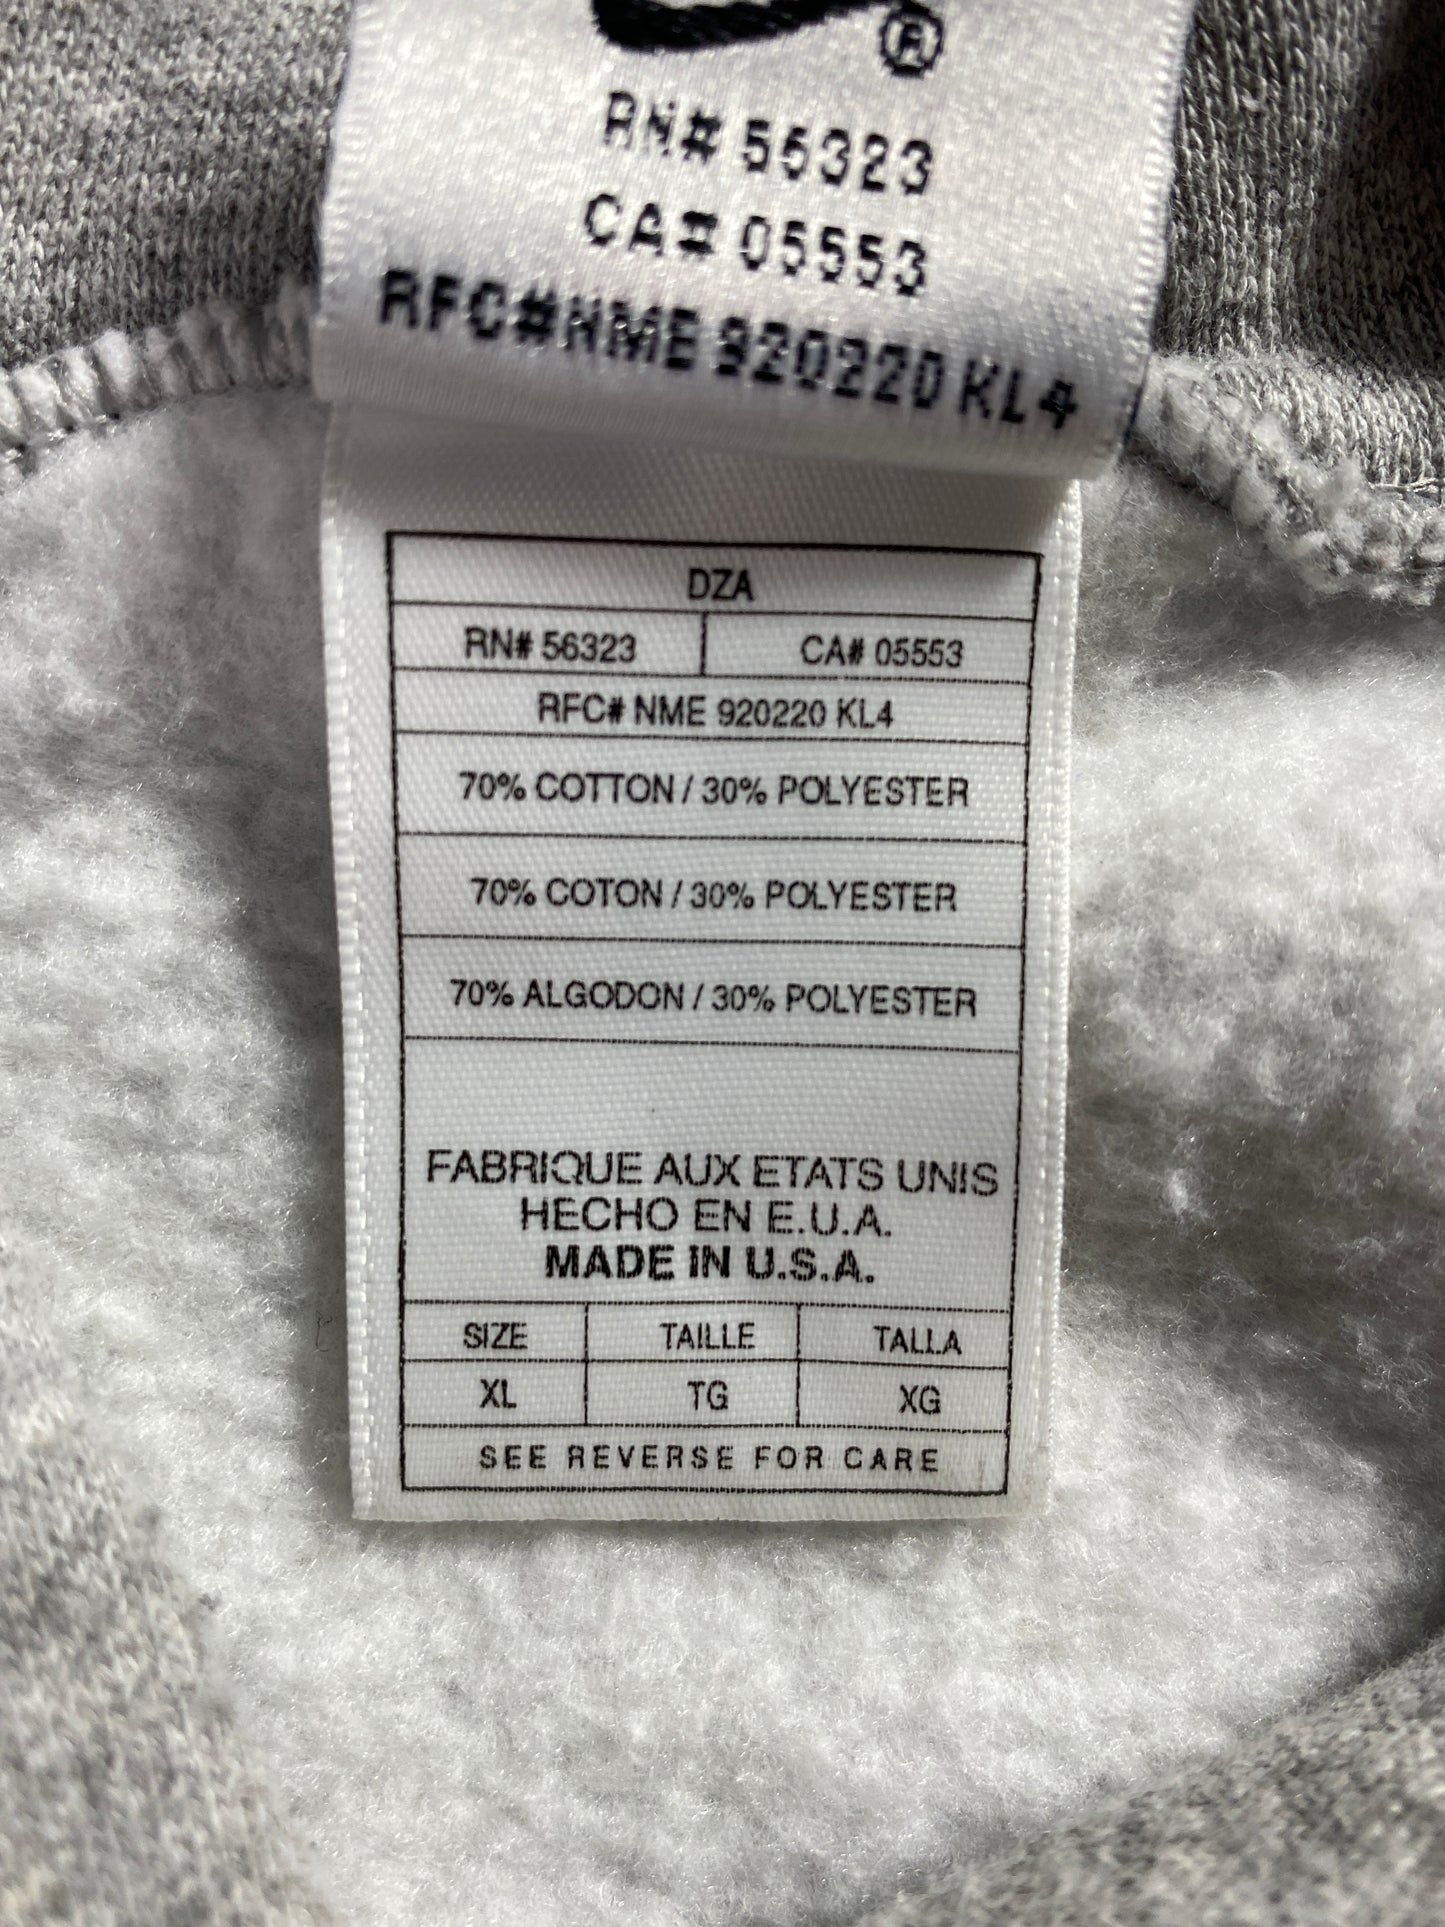 ®
RN# 56323
CA# 05553
RFC#NME 920220 KL4
DZA
RN# 56323 CA# 05553
RFC# NME 920220 KL4
70% COTTON / 30% POLYESTER
70% COTON / 30% POLYESTER
70% ALGODON / 30% POLYESTER
FABRIQUE AUX ETATS UNIS
HECHO EN E.U.A.
MADE IN U.S.A.
SIZE TAILLE TALLA
XL TG XG
SEE REVERSE FOR CARE